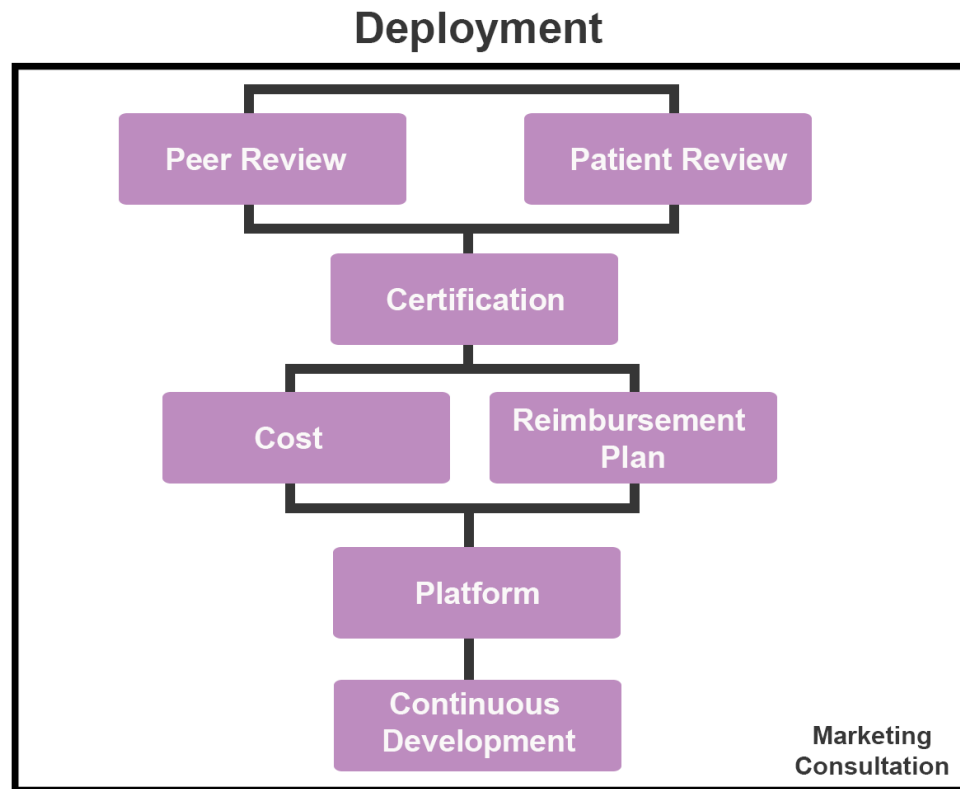 Deployment
Peer Review
Patient Review
Certification
Cost
Reimbursement
Plan
Platform
Continuous
Development
Marketing
Consultation